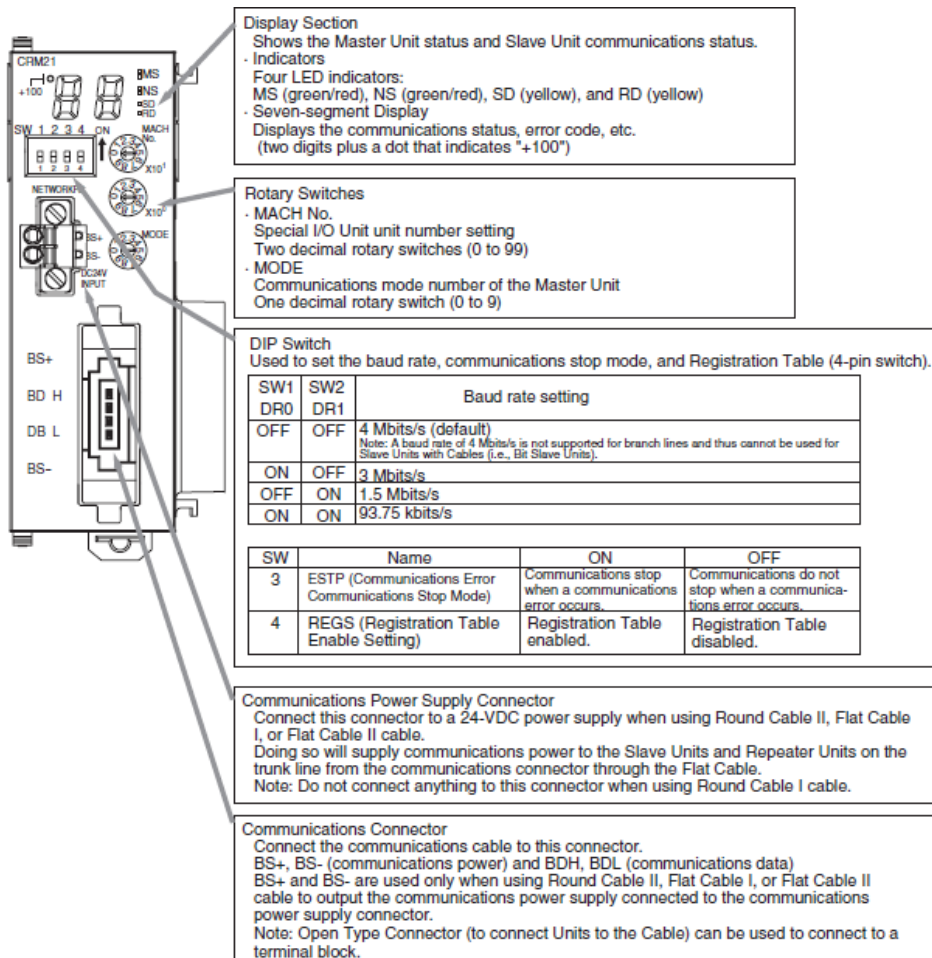 CRM21
+100
MS
NS
SD
RD
SW 1 2 3 4 ON
MACH
No.
1 2 3 4
X10¹
NETWORKP
X10⁰
BS+
BS-
MODE
DC24V
INPUT
BS+
BD H
DB L
BS–
Display Section
Shows the Master Unit status and Slave Unit communications status.
· Indicators
Four LED indicators:
MS (green/red), NS (green/red), SD (yellow), and RD (yellow)
· Seven-segment Display
Displays the communications status, error code, etc.
(two digits plus a dot that indicates "+100")
Rotary Switches
· MACH No.
Special I/O Unit unit number setting
Two decimal rotary switches (0 to 99)
· MODE
Communications mode number of the Master Unit
One decimal rotary switch (0 to 9)
DIP Switch
Used to set the baud rate, communications stop mode, and Registration Table (4-pin switch).
SW1 SW2 Baud rate setting
DR0 DR1
OFF OFF 4 Mbits/s (default)
Note: A baud rate of 4 Mbits/s is not supported for branch lines and thus cannot be used for
Slave Units with Cables (i.e., Bit Slave Units).
ON OFF 3 Mbits/s
OFF ON 1.5 Mbits/s
ON ON 93.75 kbits/s
SW Name ON OFF
3 ESTP (Communications Error Communications stop Communications do not
Communications Stop Mode) when a communications stop when a communica-
error occurs. tions error occurs.
4 REGS (Registration Table Registration Table Registration Table
Enable Setting) enabled. disabled.
Communications Power Supply Connector
Connect this connector to a 24-VDC power supply when using Round Cable II, Flat Cable
I, or Flat Cable II cable.
Doing so will supply communications power to the Slave Units and Repeater Units on the
trunk line from the communications connector through the Flat Cable.
Note: Do not connect anything to this connector when using Round Cable I cable.
Communications Connector
Connect the communications cable to this connector.
BS+, BS- (communications power) and BDH, BDL (communications data)
BS+ and BS- are used only when using Round Cable II, Flat Cable I, or Flat Cable II
cable to output the communications power supply connected to the communications
power supply connector.
Note: Open Type Connector (to connect Units to the Cable) can be used to connect to a
terminal block.